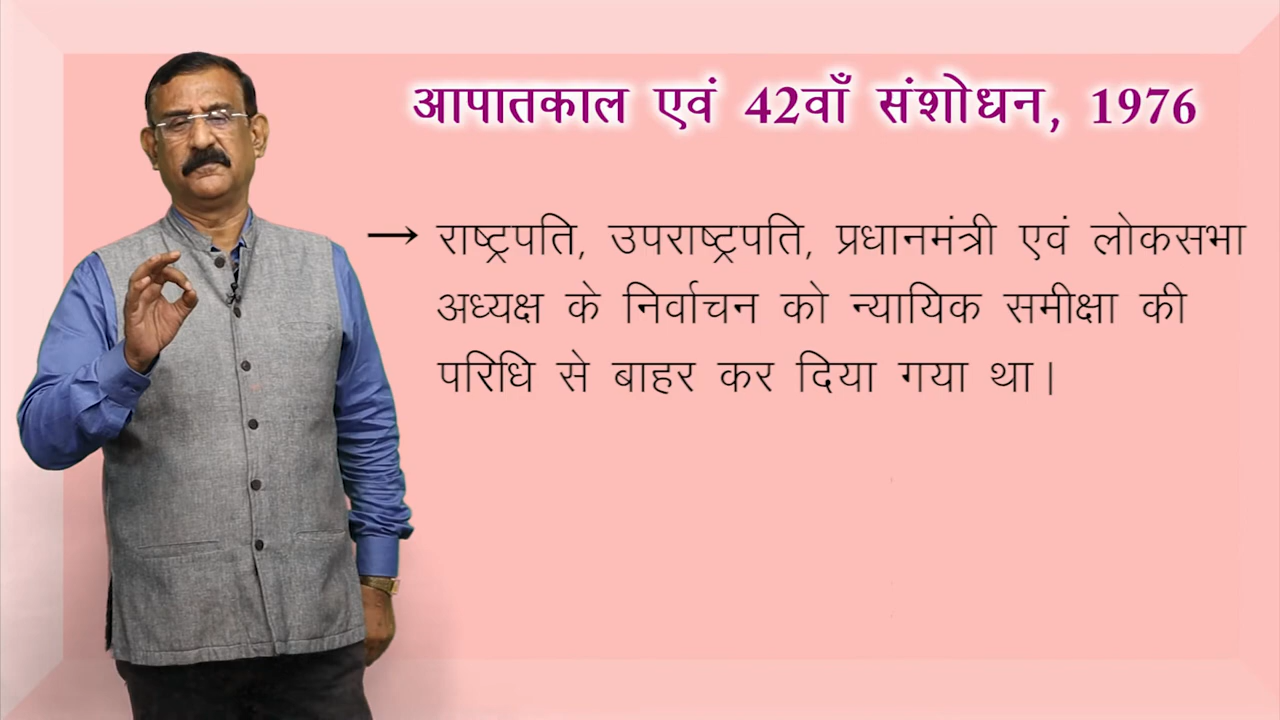 आपातकाल एवं 42वाँ संशोधन, 1976
→ राष्ट्रपति, उपराष्ट्रपति, प्रधानमंत्री एवं लोकसभा
अध्यक्ष के निर्वाचन को न्यायिक समीक्षा की
परिधि से बाहर कर दिया गया था।